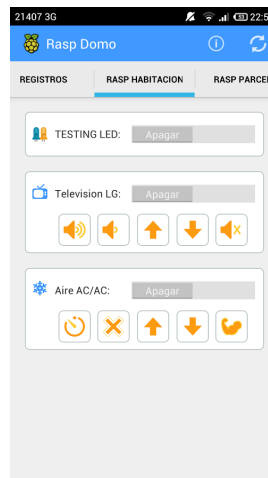 21407 3G 53 22:5
Rasp Domo
REGISTROS RASP HABITACION RASP PARCE
TESTING LED: Apagar
Television LG: Apagar
Aire AC/AC: Apagar